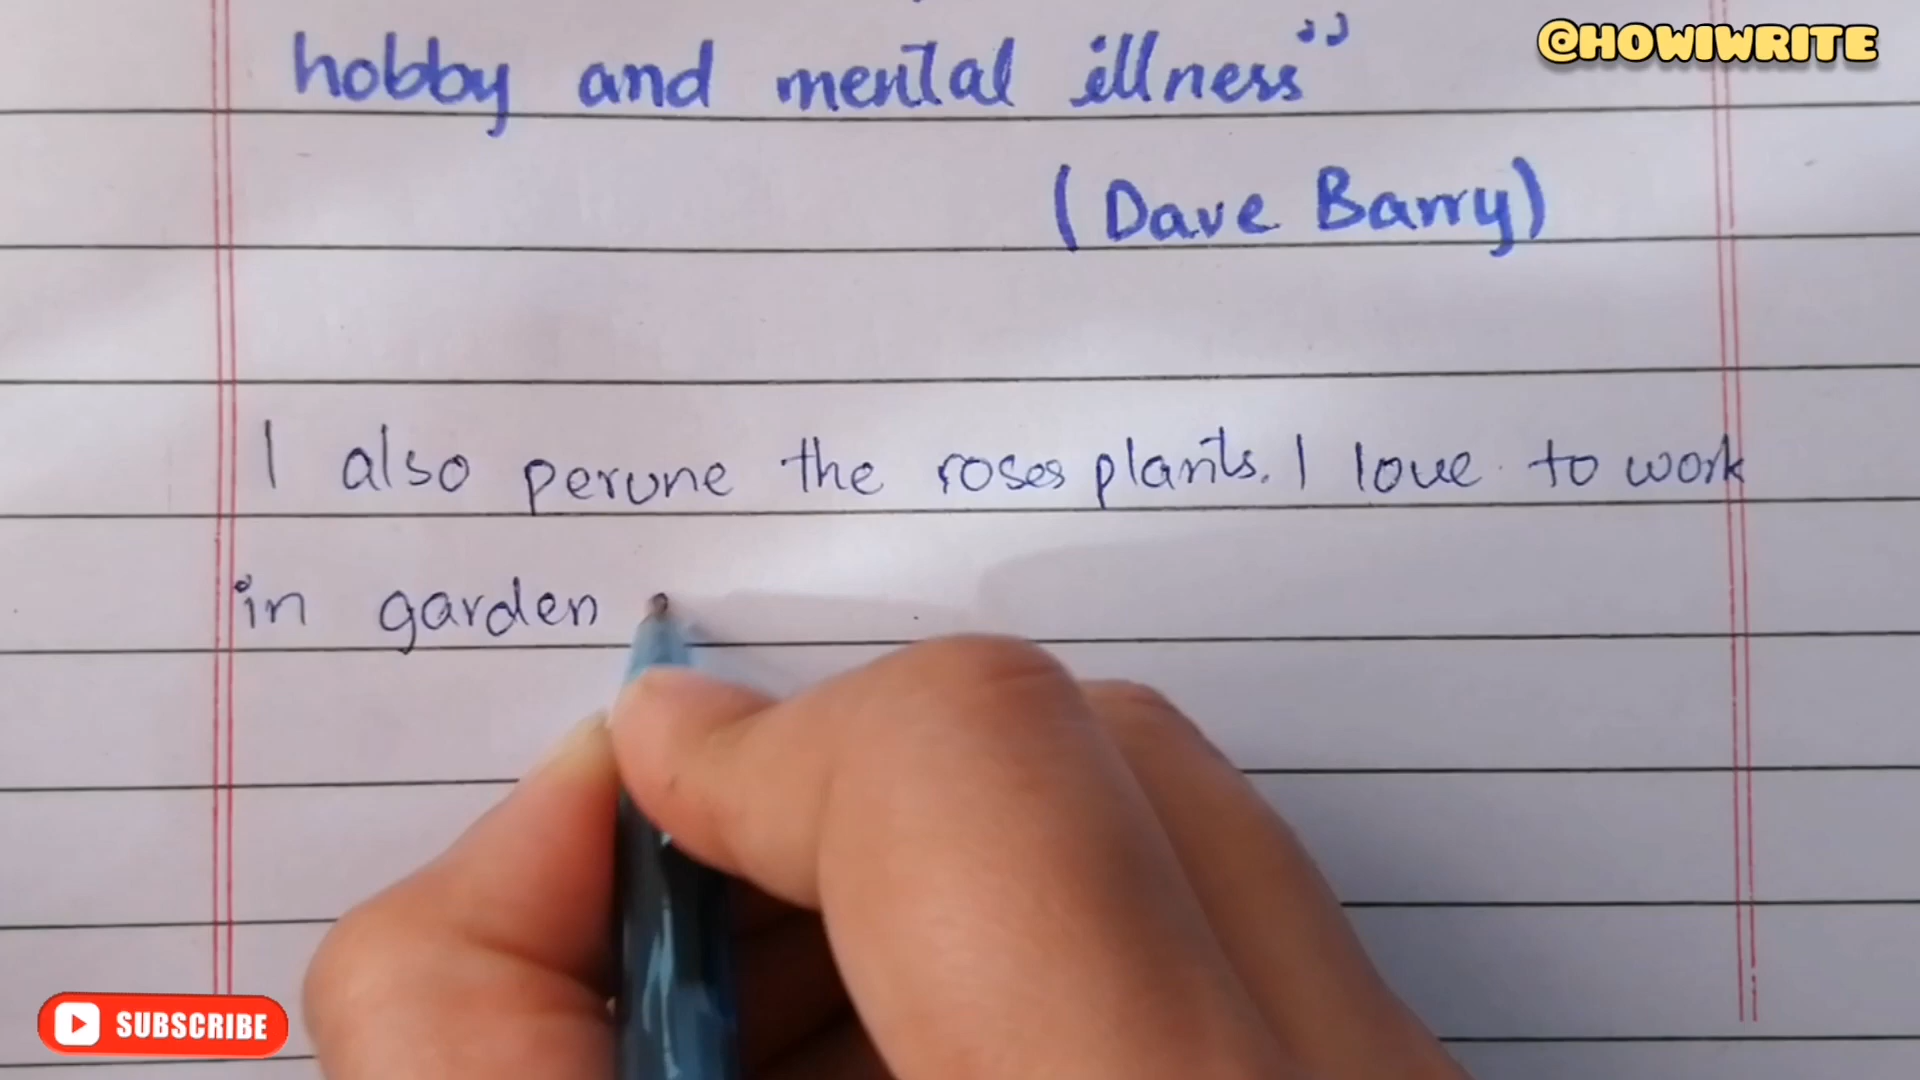 @HOWIWRITE
hobby and mental illness"
(Dave Barry)
I also perune the roses plants. I love to work
in garden
SUBSCRIBE